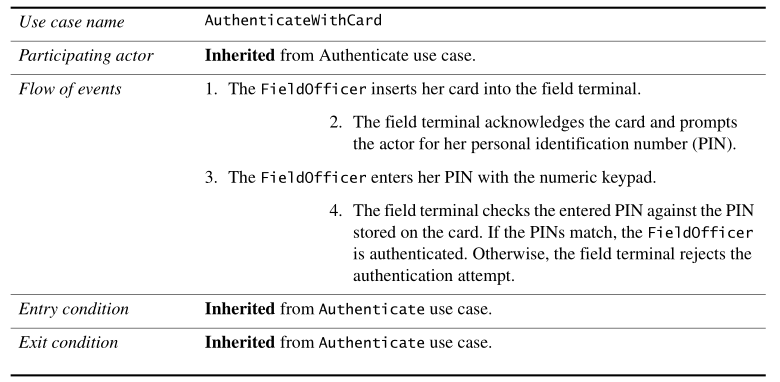 Use case name AuthenticateWithCard
Participating actor Inherited from Authenticate use case.
Flow of events 1. The FieldOfficer inserts her card into the field terminal.
2. The field terminal acknowledges the card and prompts
the actor for her personal identification number (PIN).
3. The FieldOfficer enters her PIN with the numeric keypad.
4. The field terminal checks the entered PIN against the PIN
stored on the card. If the PINs match, the FieldOfficer
is authenticated. Otherwise, the field terminal rejects the
authentication attempt.
Entry condition Inherited from Authenticate use case.
Exit condition Inherited from Authenticate use case.